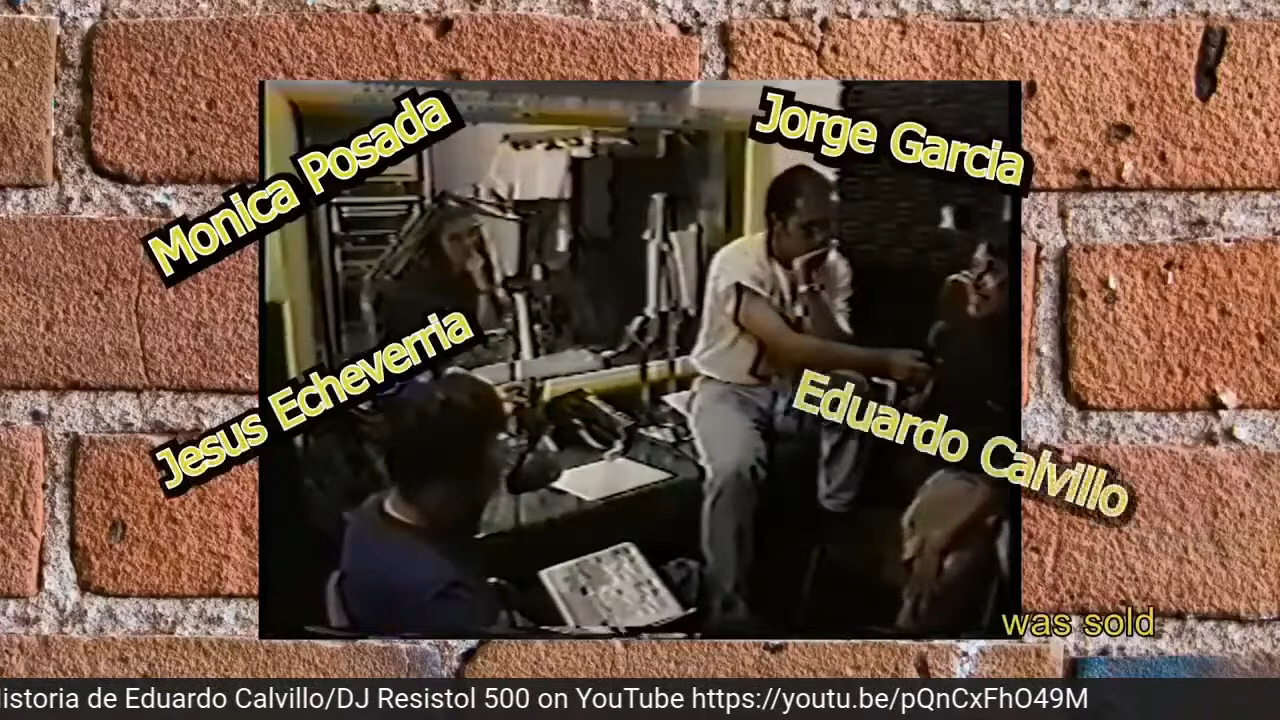 Monica Posada
Jorge Garcia
Jesus Echeverria
Eduardo Calvillo
was sold
istoria de Eduardo Calvillo/DJ Resistol 500 on YouTube https://youtu.be/pQnCxFhO49M